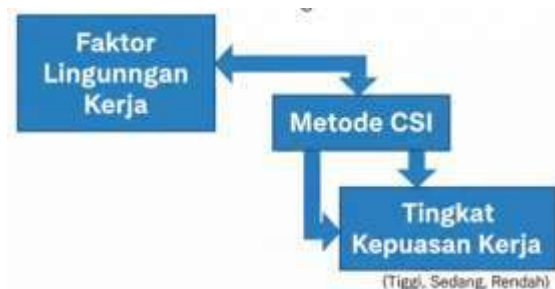 Faktor
Lingunngan
Kerja
Metode CSI
Tingkat
Kepuasan Kerja
(Tiggi, Sedang, Rendah)